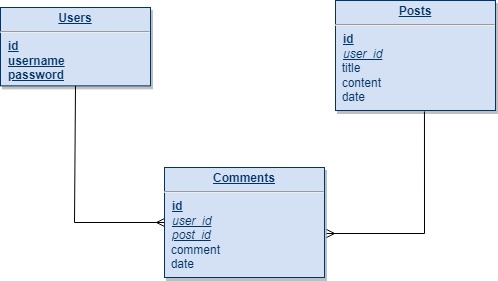 Users
id
username
password
Posts
id
user_id
title
content
date
Comments
id
user_id
post_id
comment
date